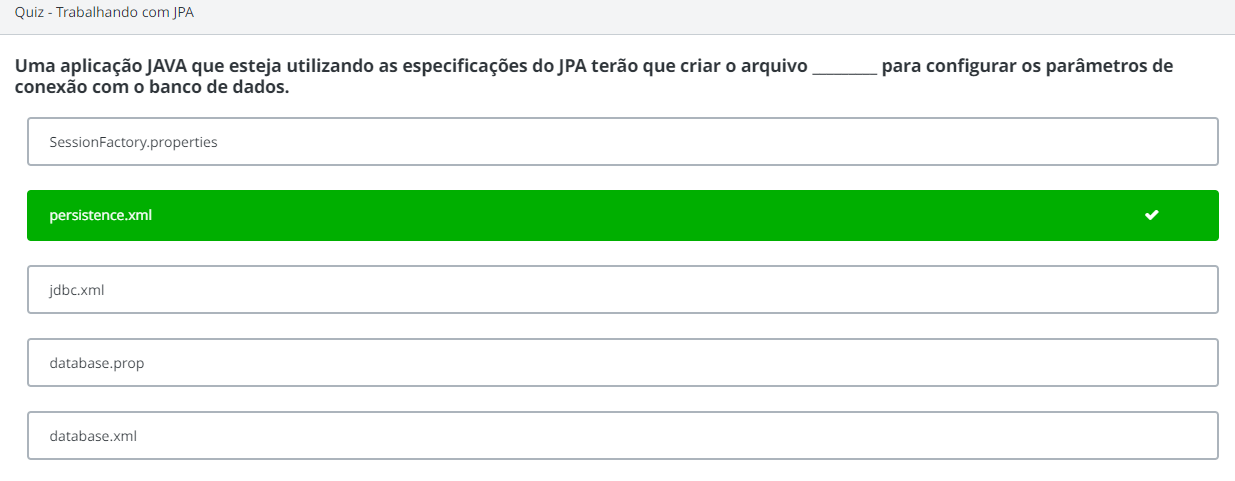 Quiz - Trabalhando com JPA
Uma aplicação JAVA que esteja utilizando as especificações do JPA terão que criar o arquivo _________ para configurar os parâmetros de
conexão com o banco de dados.
SessionFactory.properties
persistence.xml
jdbc.xml
database.prop
database.xml